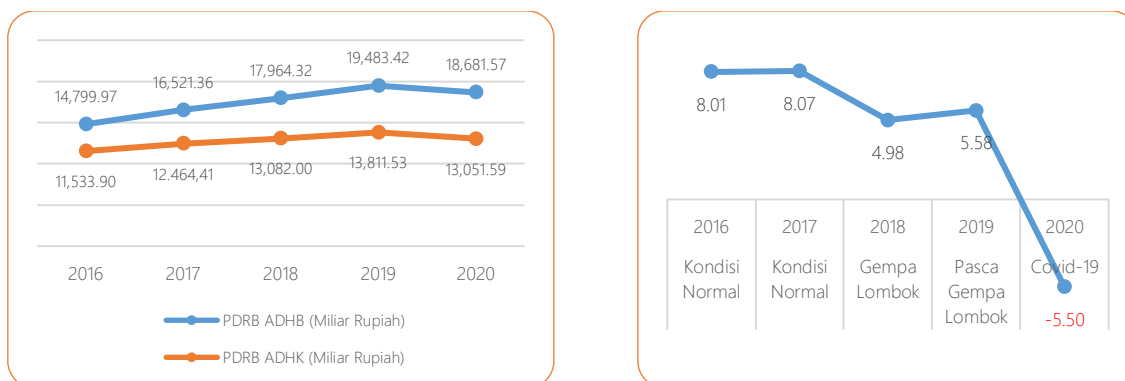 19,483.42
18,681.57
17,964.32
16,521.36
14,799.97
11,533.90
12.464,41
13,082.00
13,811.53
13,051.59
2016 2017 2018 2019 2020
PDRB ADHB (Miliar Rupiah)
PDRB ADHK (Miliar Rupiah)
8.01
8.07
4.98
5.58
2016 2017 2018 2019 2020
Kondisi Kondisi Gempa Pasca Covid-19
Normal Normal Lombok Gempa
Lombok
-5.50